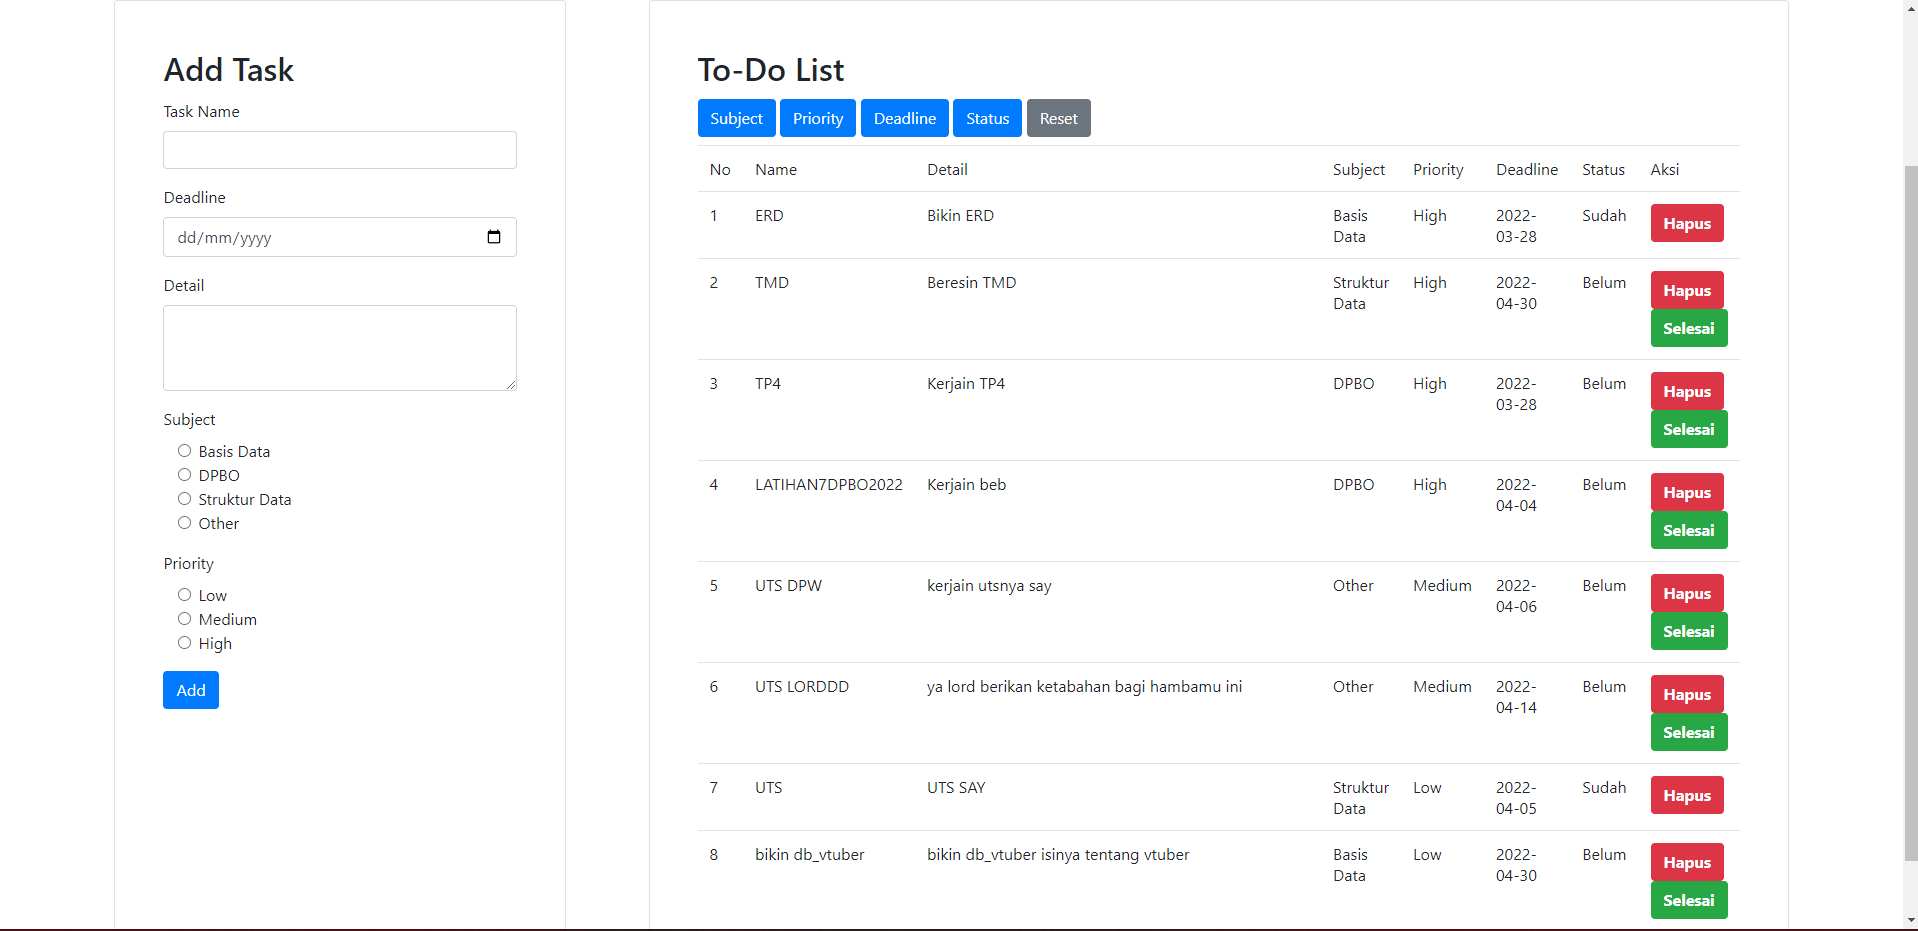 Add Task
Task Name
Deadline
dd/mm/yyyy
Detail
Subject
Basis Data
DPBO
Struktur Data
Other
Priority
Low
Medium
High
Add
To-Do List
Subject Priority Deadline Status Reset
No Name Detail Subject Priority Deadline Status Aksi
1 ERD Bikin ERD Basis High 2022- Sudah Hapus
Data 03-28
2 TMD Beresin TMD Struktur High 2022- Belum Hapus
Data 04-30
Selesai
3 TP4 Kerjain TP4 DPBO High 2022- Belum Hapus
03-28
Selesai
4 LATIHAN7DPBO2022 Kerjain beb DPBO High 2022- Belum Hapus
04-04
Selesai
5 UTS DPW kerjain utsnya say Other Medium 2022- Belum Hapus
04-06
Selesai
6 UTS LORDDD ya lord berikan ketabahan bagi hambamu ini Other Medium 2022- Belum Hapus
04-14
Selesai
7 UTS UTS SAY Struktur Low 2022- Sudah Hapus
Data 04-05
8 bikin db_vtuber bikin db_vtuber isinya tentang vtuber Basis Low 2022- Belum Hapus
Data 04-30
Selesai